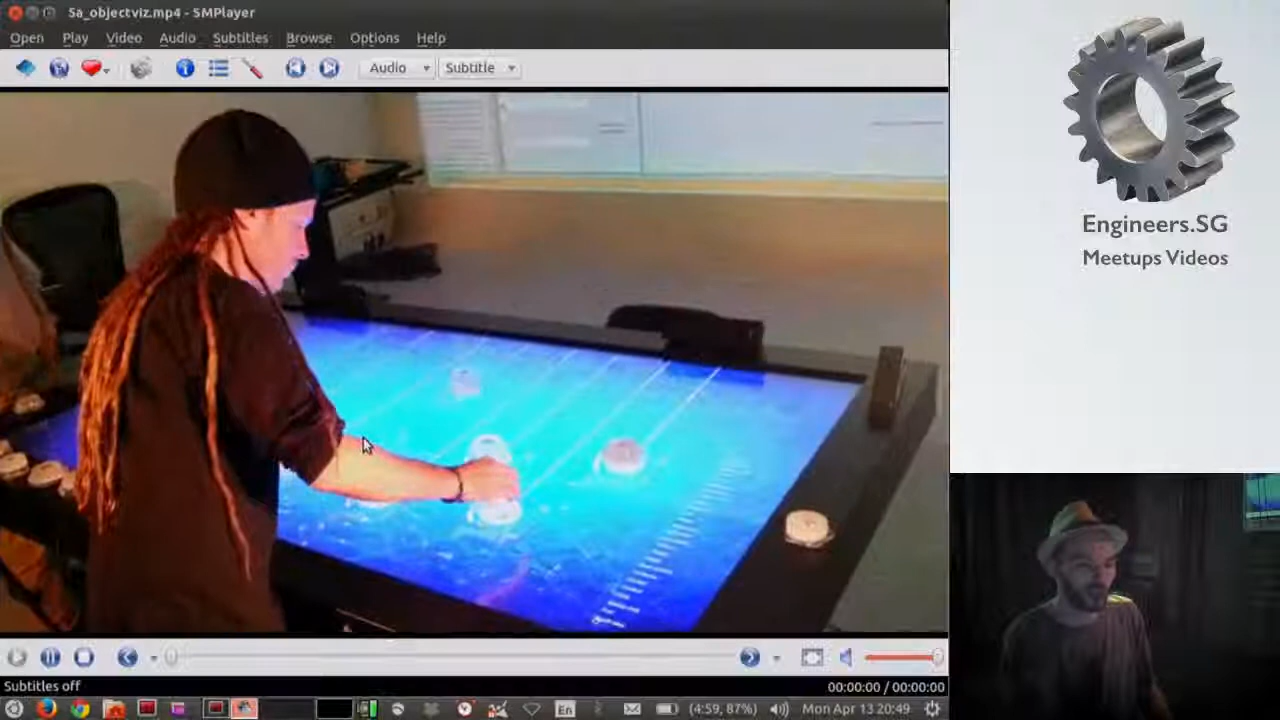 5a_objectviz.mp4 - SMPlayer
Open Play Video Audio Subtitles Browse Options Help
Audio Subtitle
Engineers.SG
Meetups Videos
Subtitles off
00:00:00 / 00:00:00
En
(4:59, 87%)
Mon Apr 13 20:49